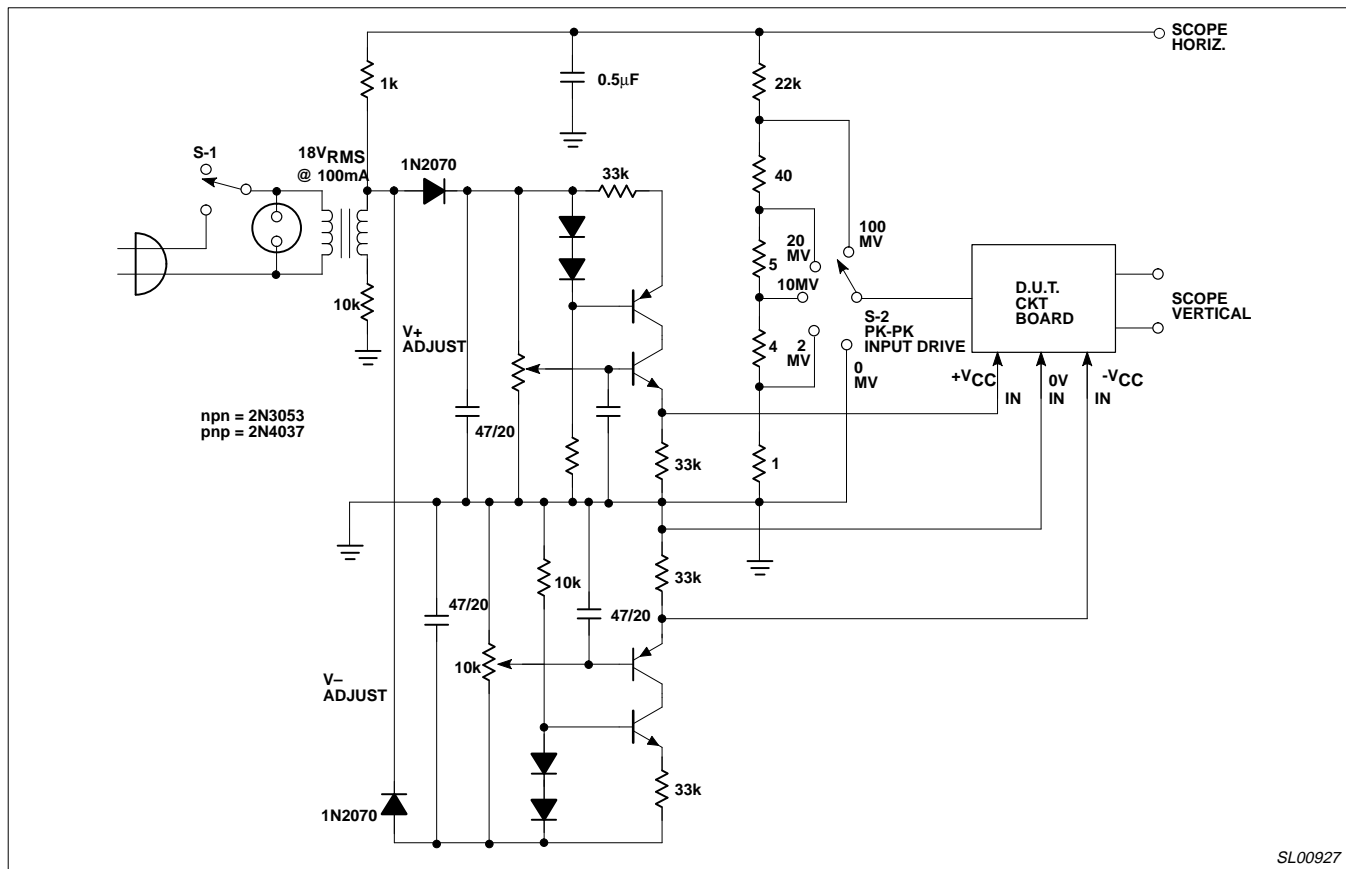 SCOPE
HORIZ.
1k
0.5μF
22k
S-1
18VRMS
@ 100mA
1N2070
33k
40
20
MV
100
MV
5
10MV
S-2
PK-PK
INPUT DRIVE
D.U.T.
CKT
BOARD
SCOPE
VERTICAL
10k
V+
ADJUST
4
2
MV
0
MV
+VCC
IN
0V
IN
-VCC
IN
npn = 2N3053
pnp = 2N4037
47/20
33k
1
10k
33k
47/20
47/20
10k
V–
ADJUST
33k
1N2070
SL00927